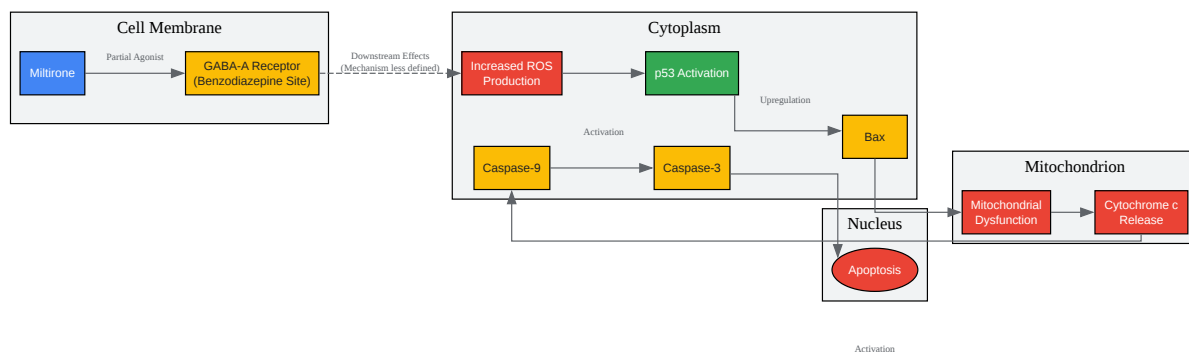 Cell Membrane
Miltirone
Partial Agonist
GABA-A Receptor
(Benzodiazepine Site)
Downstream Effects
(Mechanism less defined)
Cytoplasm
Increased ROS
Production
p53 Activation
Upregulation
Bax
Activation
Caspase-9
Caspase-3
Mitochondrion
Mitochondrial
Dysfunction
Cytochrome c
Release
Nucleus
Apoptosis
Activation